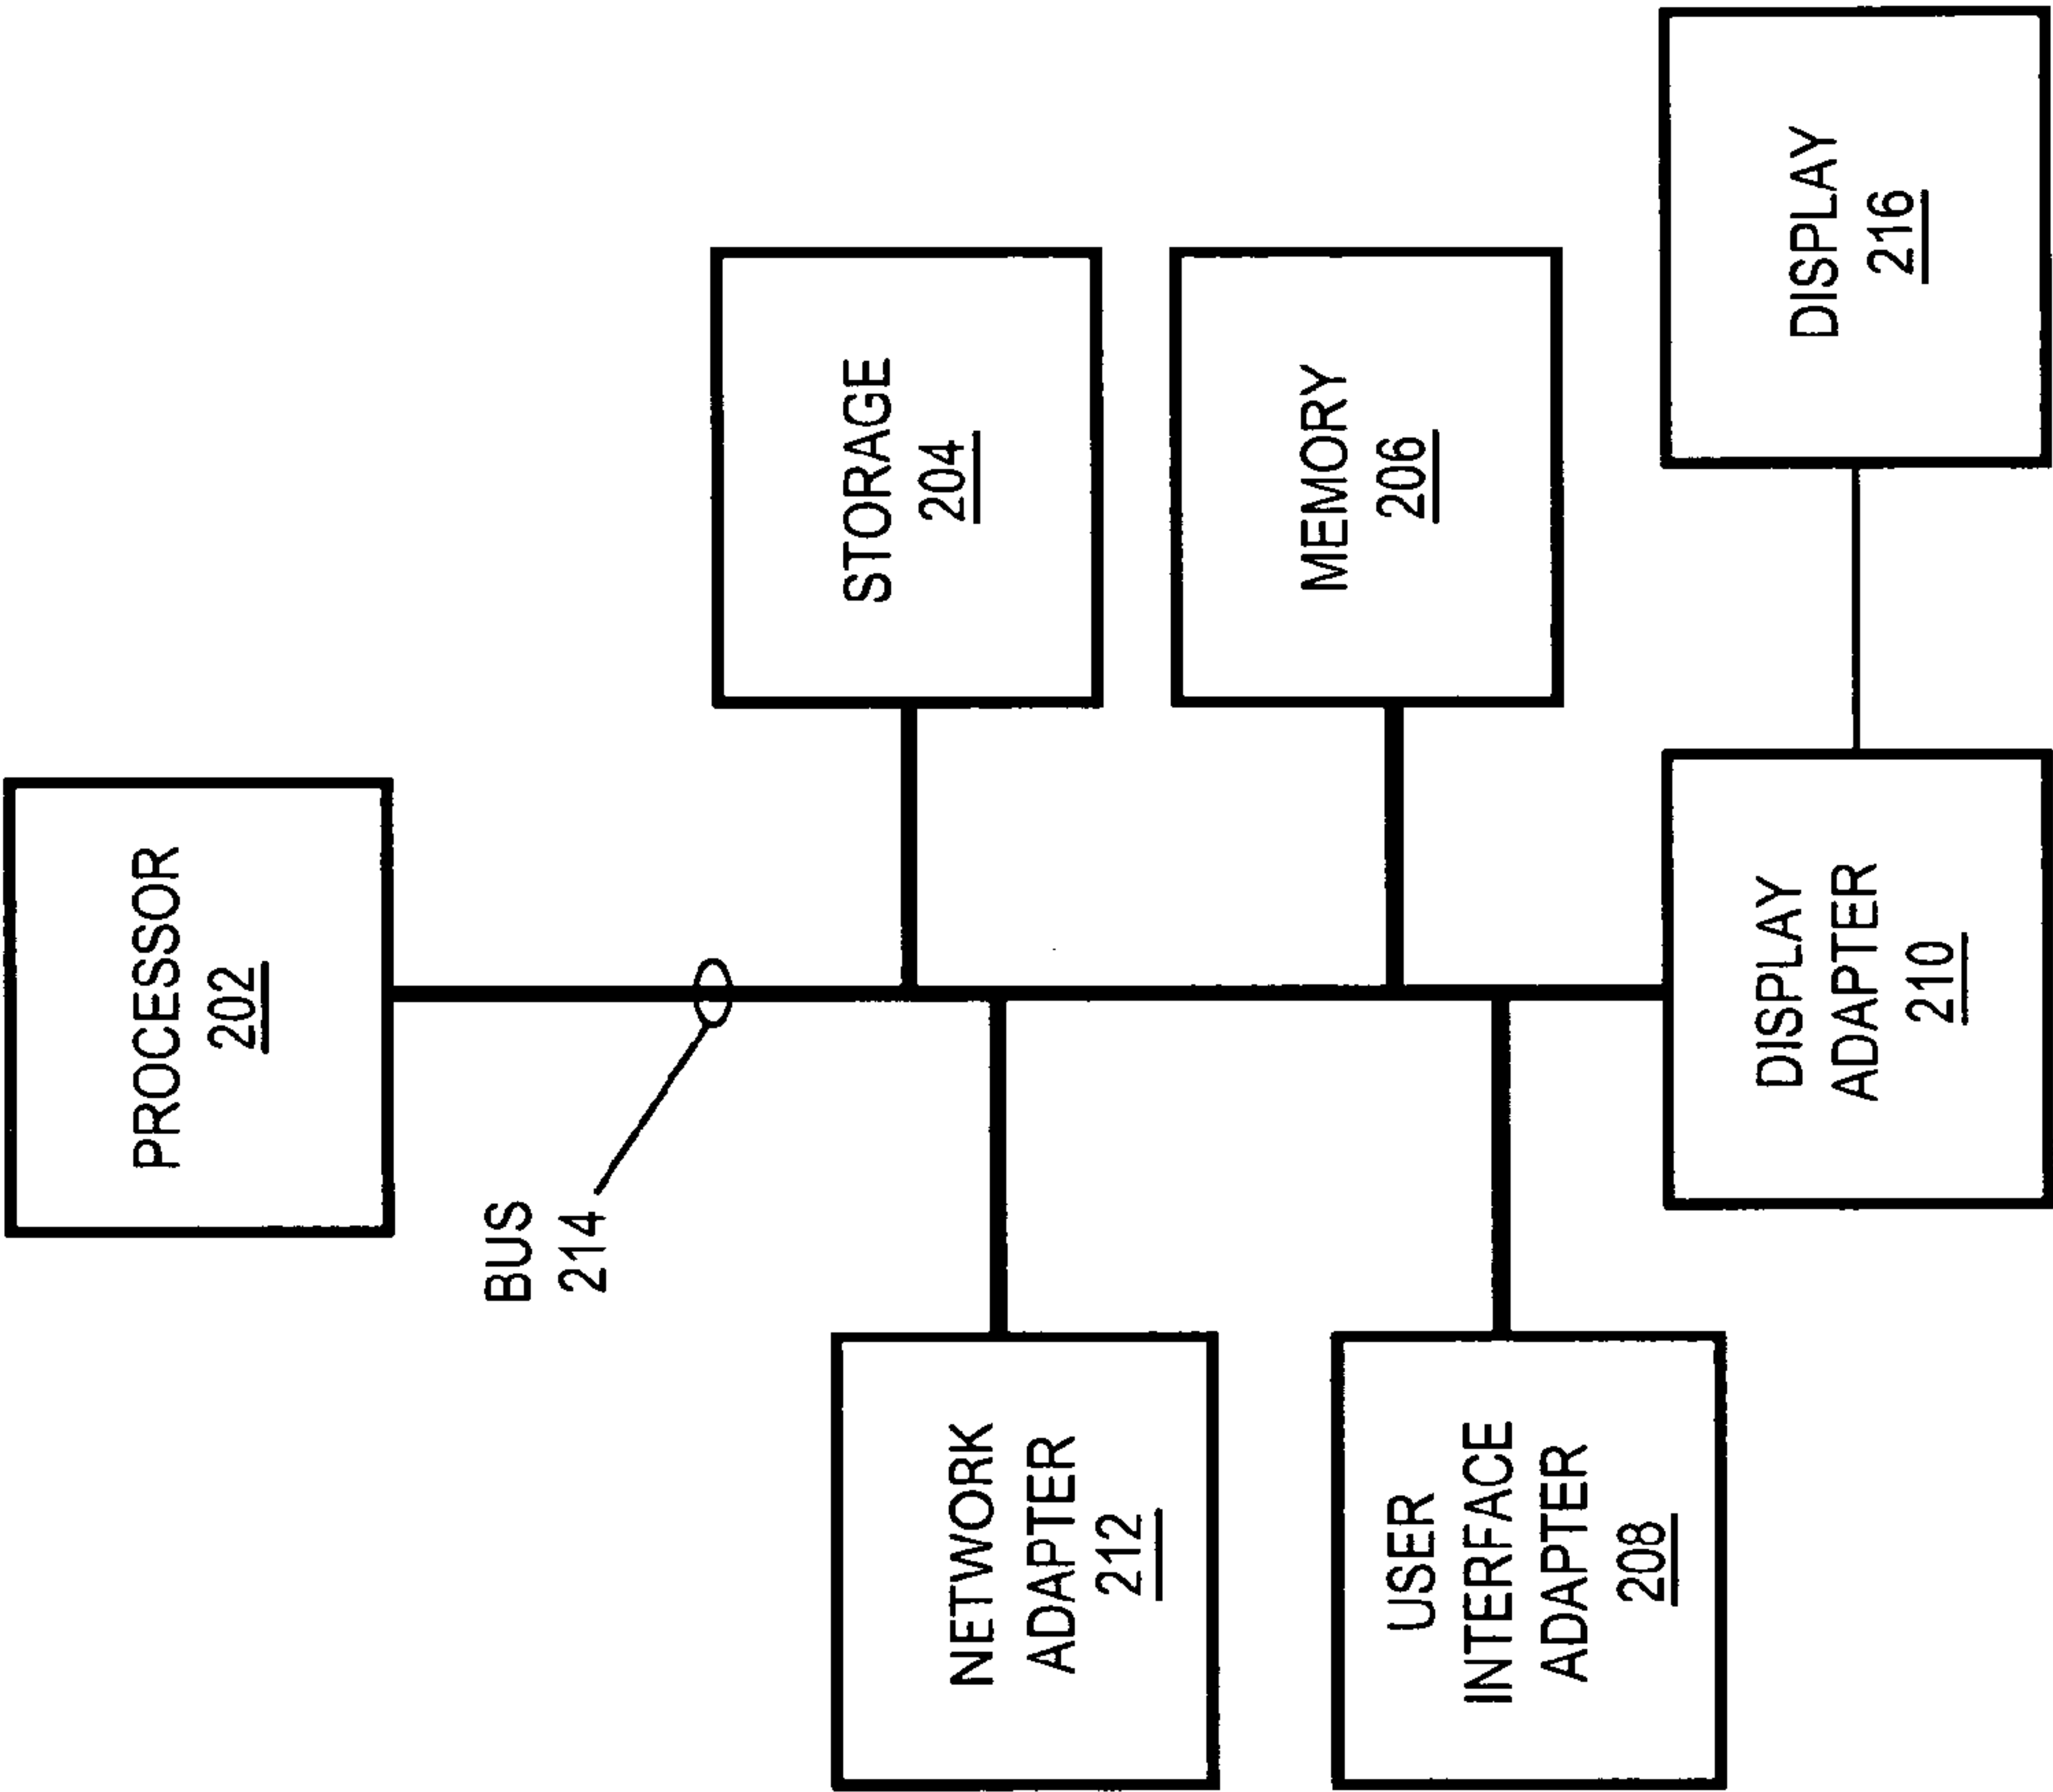 PROCESSOR
202
BUS
214
STORAGE
204
NETWORK
ADAPTER
212
MEMORY
206
USER
INTERFACE
ADAPTER
208
DISPLAY
ADAPTER
210
DISPLAY
216